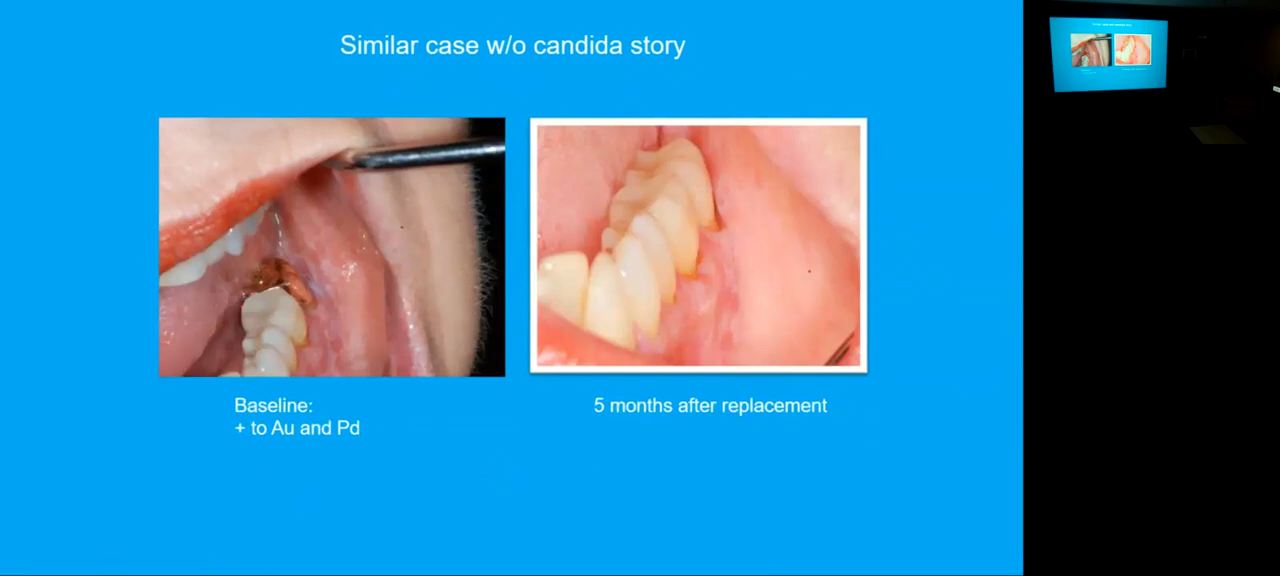 Similar case w/o candida story
Baseline:
+ to Au and Pd
5 months after replacement